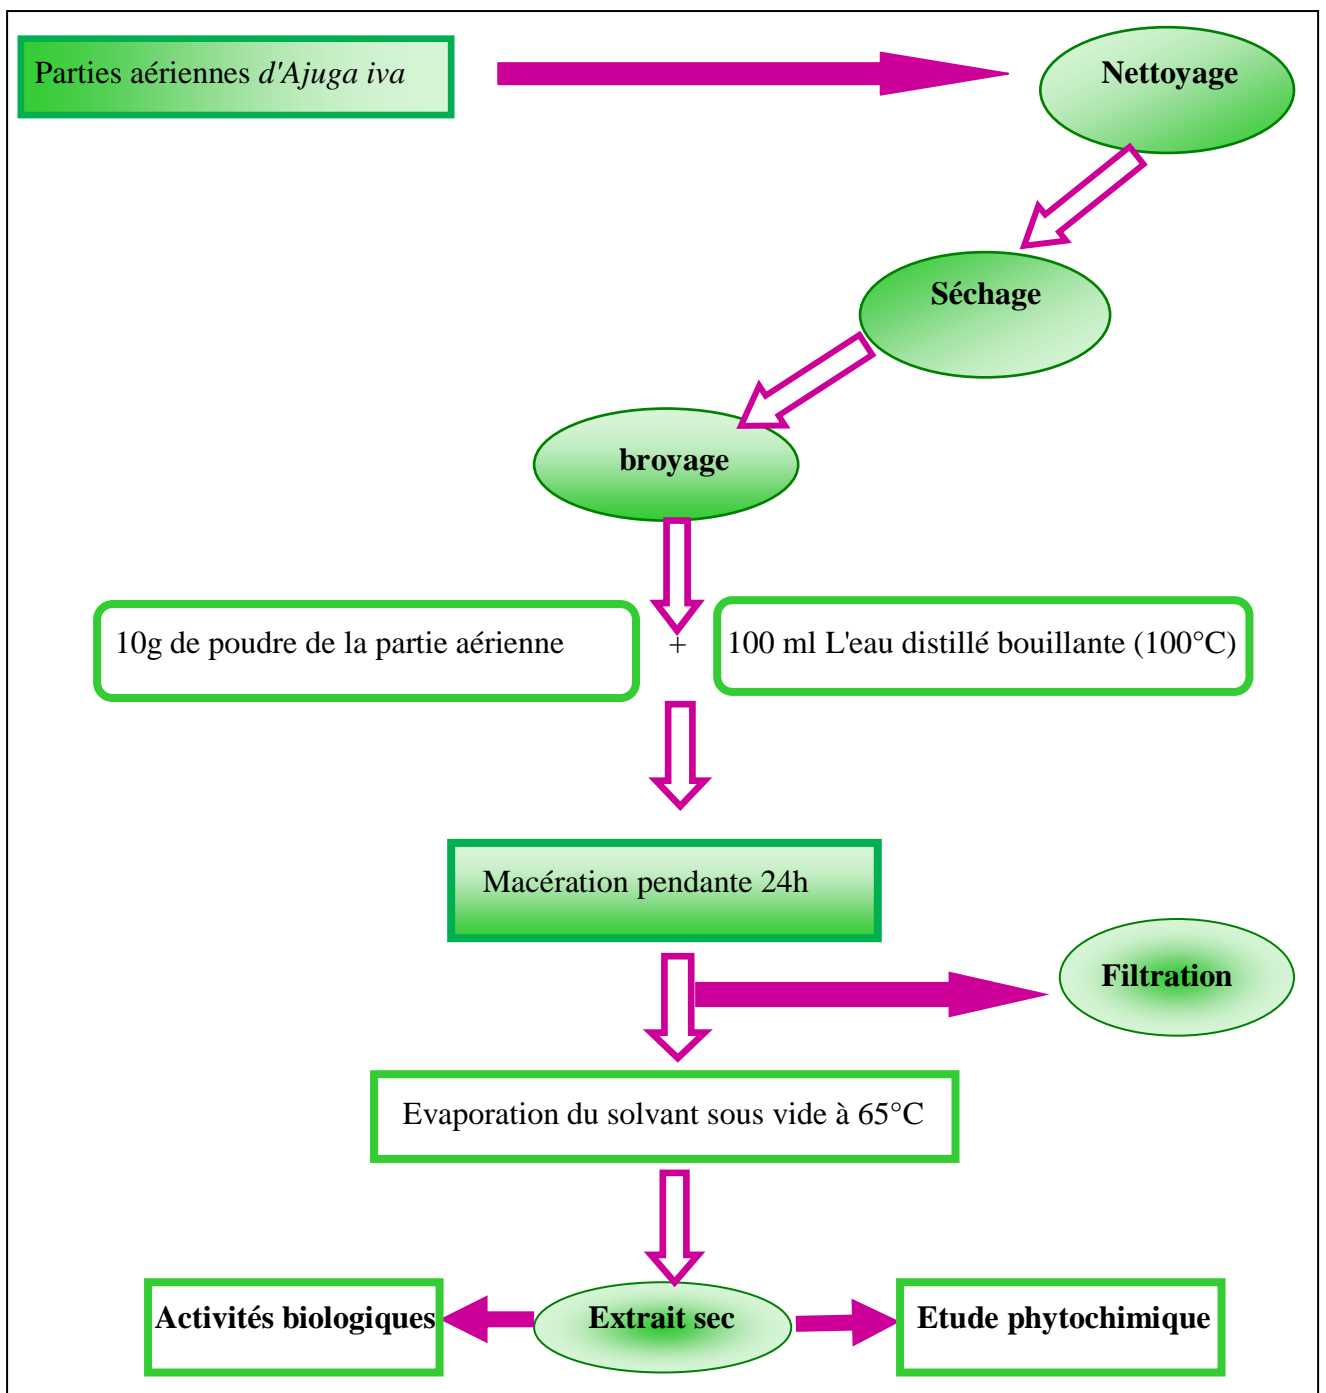 Parties aériennes d'Ajuga iva
Nettoyage
Séchage
broyage
10g de poudre de la partie aérienne
+
100 ml L'eau distillé bouillante (100°C)
Macération pendante 24h
Filtration
Evaporation du solvant sous vide à 65°C
Activités biologiques
Extrait sec
Etude phytochimique